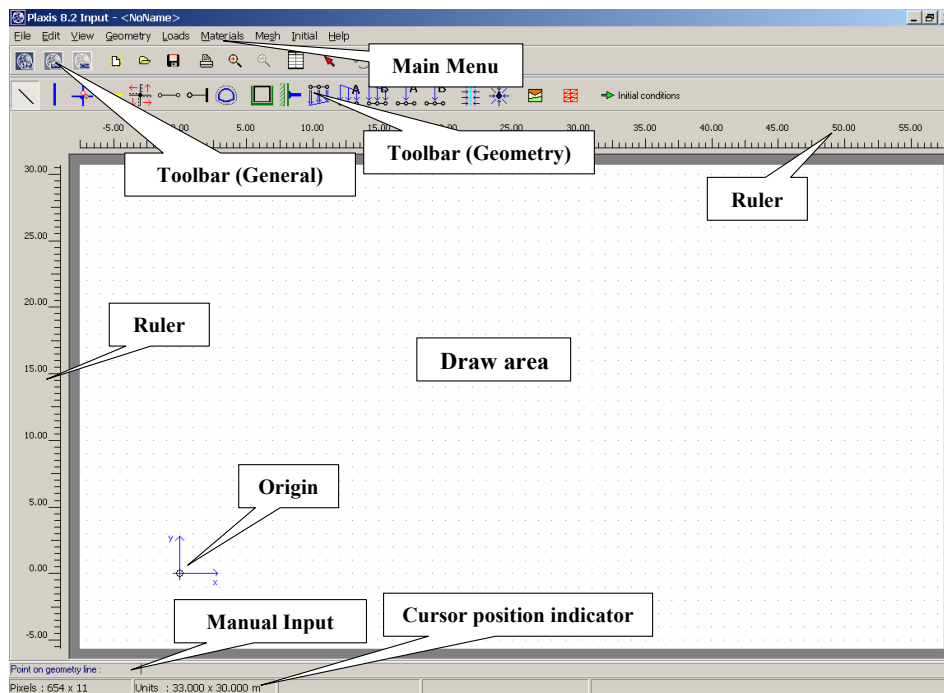 Plaxis 8.2 Input - <NoName>
File Edit View Geometry Loads Materials Mesh Initial Help
Main Menu
A B A B
Initial conditions
-5.00 0.00 5.00 10.00 15.00 20.00 25.00 30.00 35.00 40.00 45.00 50.00 55.00
Toolbar (General)
Toolbar (Geometry)
Ruler
30.00
25.00
20.00
Ruler
Draw area
15.00
10.00
Origin
5.00
y
0.00
x
Manual Input
Cursor position indicator
-5.00
Point on geometry line :
Pixels : 654 x 11 Units : 33.000 x 30.000 m